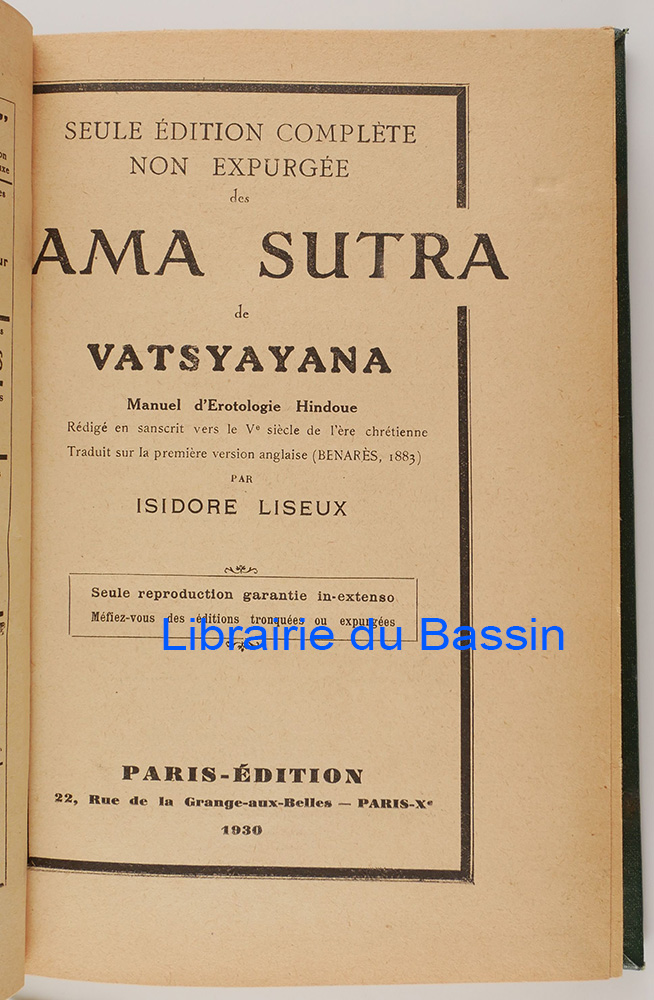 SEULE ÉDITION COMPLÈTE
NON EXPURGÉE
des
AMA SUTRA
de
VATSYAYANA
Manuel d'Erotologie Hindoue
Rédigé en sanscrit vers le Ve siècle de l'ère chrétienne
Traduit sur la première version anglaise (BENARÈS, 1883)
PAR
ISIDORE LISEUX
Seule reproduction garantie in-extenso
Méfiez-vous des éditions tronquées ou expurgées
Librairie du Bassin
PARIS-ÉDITION
22, Rue de la Grange-aux-Belles — PARIS-Xe
1930